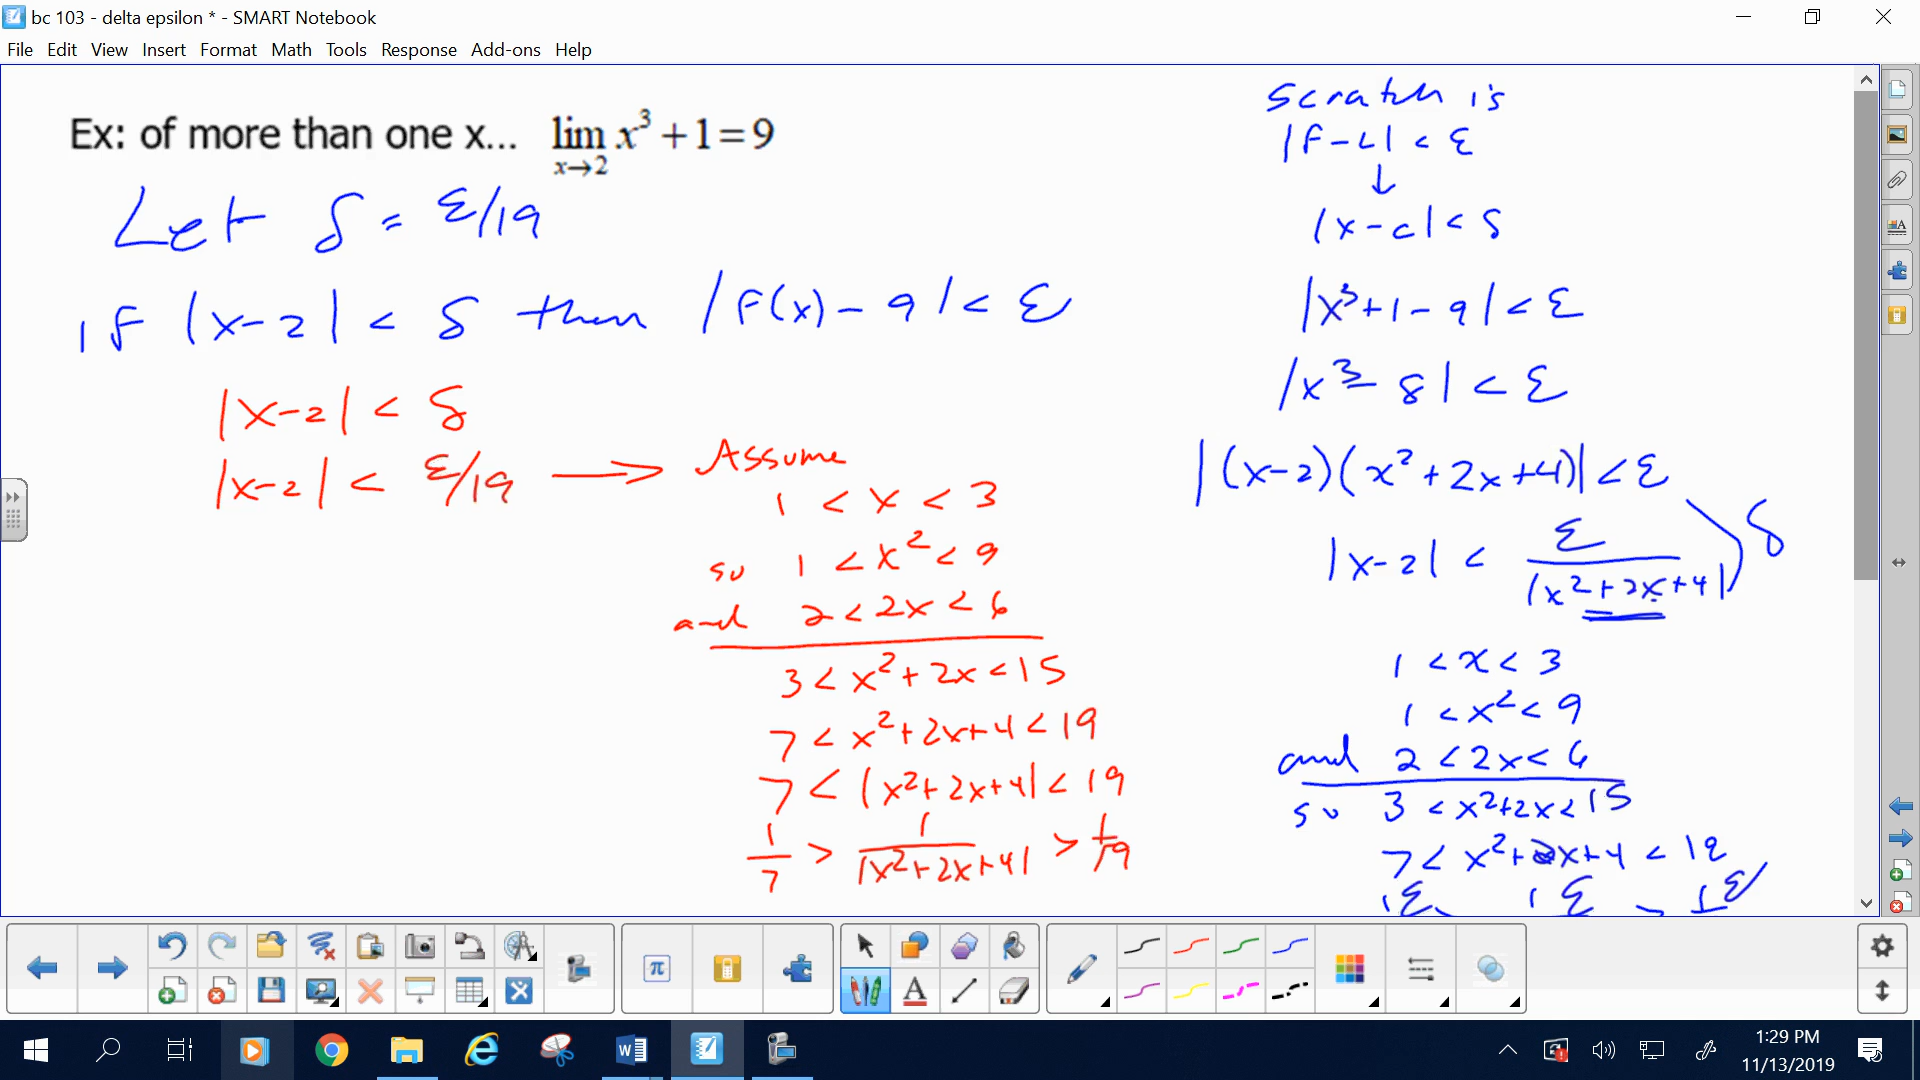 bc 103 - delta epsilon * - SMART Notebook
File Edit View Insert Format Math Tools Response Add-ons Help
Ex: of more than one x... lim x→2 x³ + 1 = 9
Let δ = ε/19
if |x-2| < δ then |f(x) - 9| < ε
|x-2| < δ
|x-2| < ε/19 → Assume
1 < x < 3
so 1 < x² < 9
and 2 < 2x < 6
3 < x² + 2x < 15
7 < x² + 2x + 4 < 19
7 < |x² + 2x + 4| < 19
1/7 > 1/|x² + 2x + 4| > 1/19
Scratch is
|f - L| < ε
↓
|x - c| < δ
|x³ + 1 - 9| < ε
|x³ - 8| < ε
|(x-2)(x² + 2x + 4)| < ε
|x-2| < ε/|x² + 2x + 4| δ
1 < x < 3
1 < x² < 9
and 2 < 2x < 6
so 3 < x² + 2x < 15
7 < x² + 2x + 4 < 19
π
A
1:29 PM
11/13/2019